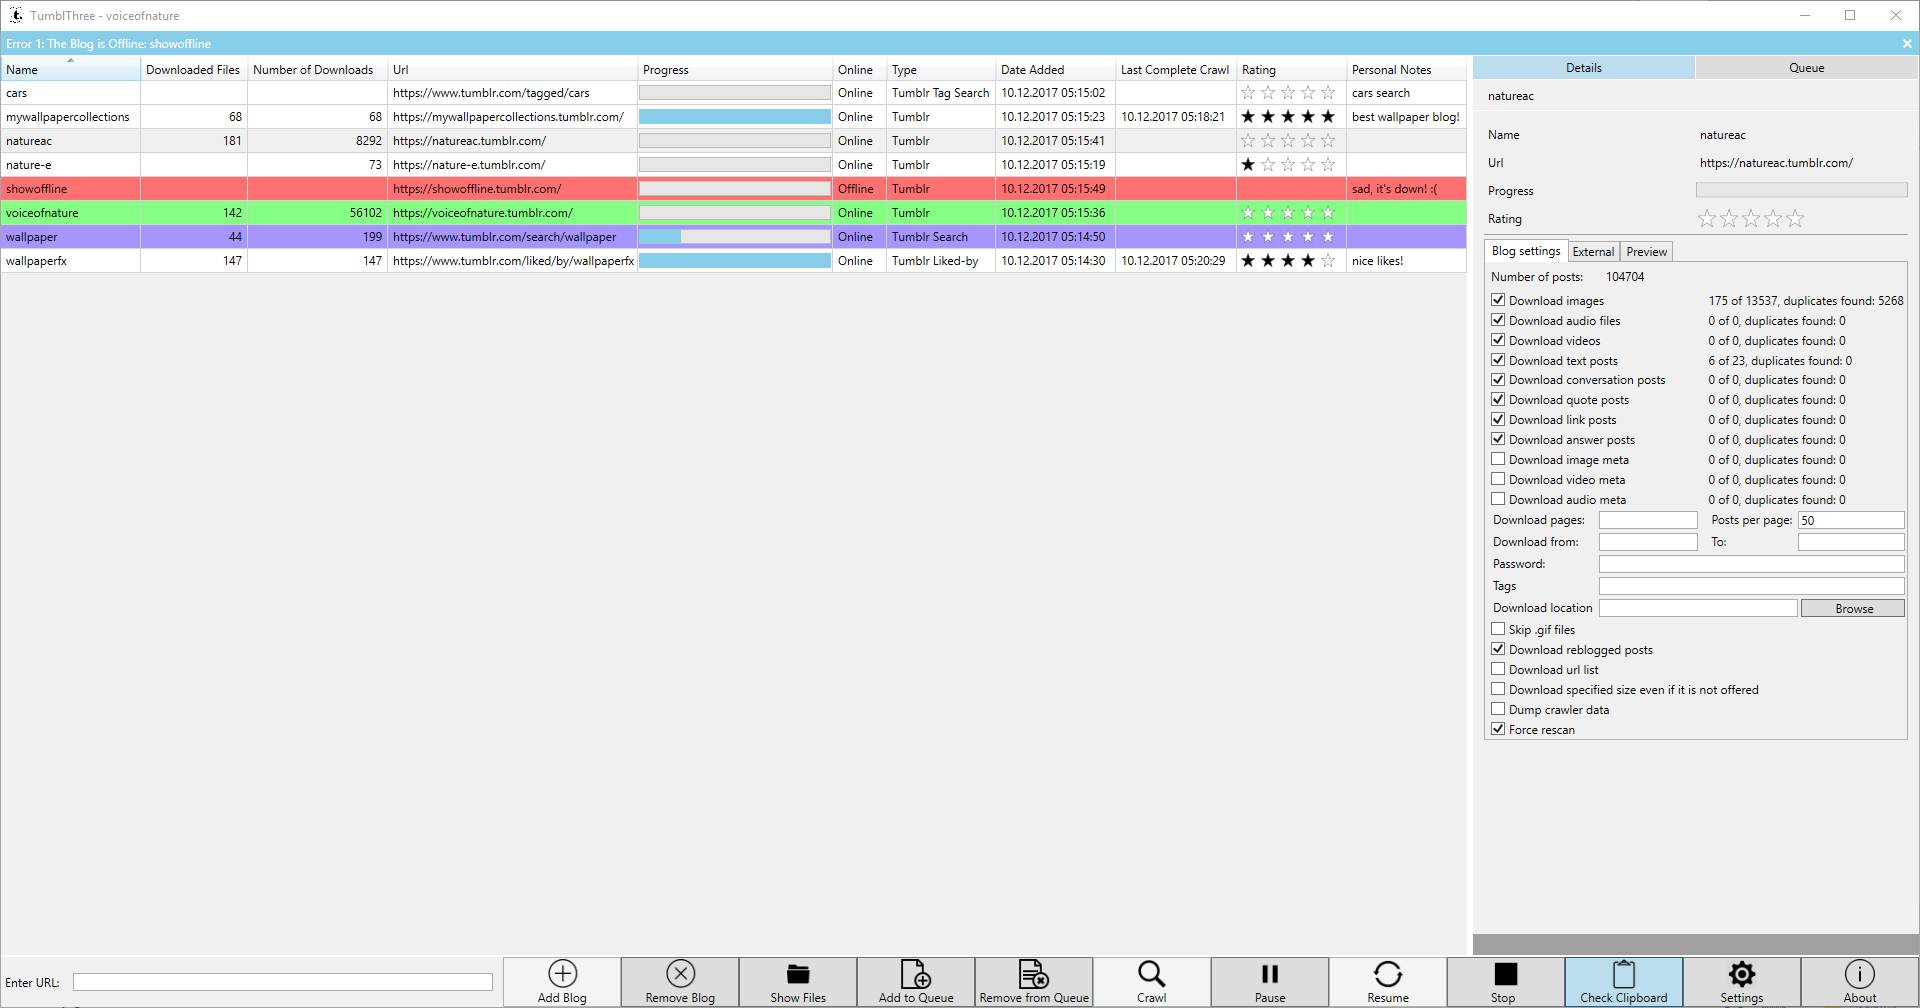 TumblThree - voiceofnature
Error 1: The Blog is Offline: showoffline
Name Downloaded Files Number of Downloads Url Progress Online Type Date Added Last Complete Crawl Rating Personal Notes
cars https://www.tumblr.com/tagged/cars Online Tumblr Tag Search 10.12.2017 05:15:02 cars search
mywallpapercollections 68 68 https://mywallpapercollections.tumblr.com/ Online Tumblr 10.12.2017 05:15:23 10.12.2017 05:18:21 best wallpaper blog!
natureac 181 8292 https://natureac.tumblr.com/ Online Tumblr 10.12.2017 05:15:41
nature-e 73 https://nature-e.tumblr.com/ Online Tumblr 10.12.2017 05:15:19
showoffline https://showoffline.tumblr.com/ Offline Tumblr 10.12.2017 05:15:49 sad, it's down! :(
voiceofnature 142 56102 https://voiceofnature.tumblr.com/ Online Tumblr 10.12.2017 05:15:36
wallpaper 44 199 https://www.tumblr.com/search/wallpaper Online Tumblr Search 10.12.2017 05:14:50
wallpaperfx 147 147 https://www.tumblr.com/liked/by/wallpaperfx Online Tumblr Liked-by 10.12.2017 05:14:30 10.12.2017 05:20:29 nice likes!
Details Queue
natureac
Name natureac
Url https://natureac.tumblr.com/
Progress
Rating
Blog settings External Preview
Number of posts: 104704
Download images 175 of 13537, duplicates found: 5268
Download audio files 0 of 0, duplicates found: 0
Download videos 0 of 0, duplicates found: 0
Download text posts 6 of 23, duplicates found: 0
Download conversation posts 0 of 0, duplicates found: 0
Download quote posts 0 of 0, duplicates found: 0
Download link posts 0 of 0, duplicates found: 0
Download answer posts 0 of 0, duplicates found: 0
Download image meta 0 of 0, duplicates found: 0
Download video meta 0 of 0, duplicates found: 0
Download audio meta 0 of 0, duplicates found: 0
Download pages: Posts per page: 50
Download from: To:
Password:
Tags
Download location Browse
Skip .gif files
Download reblogged posts
Download url list
Download specified size even if it is not offered
Dump crawler data
Force rescan
Enter URL: Add Blog Remove Blog Show Files Add to Queue Remove from Queue Crawl Pause Resume Stop Check Clipboard Settings About